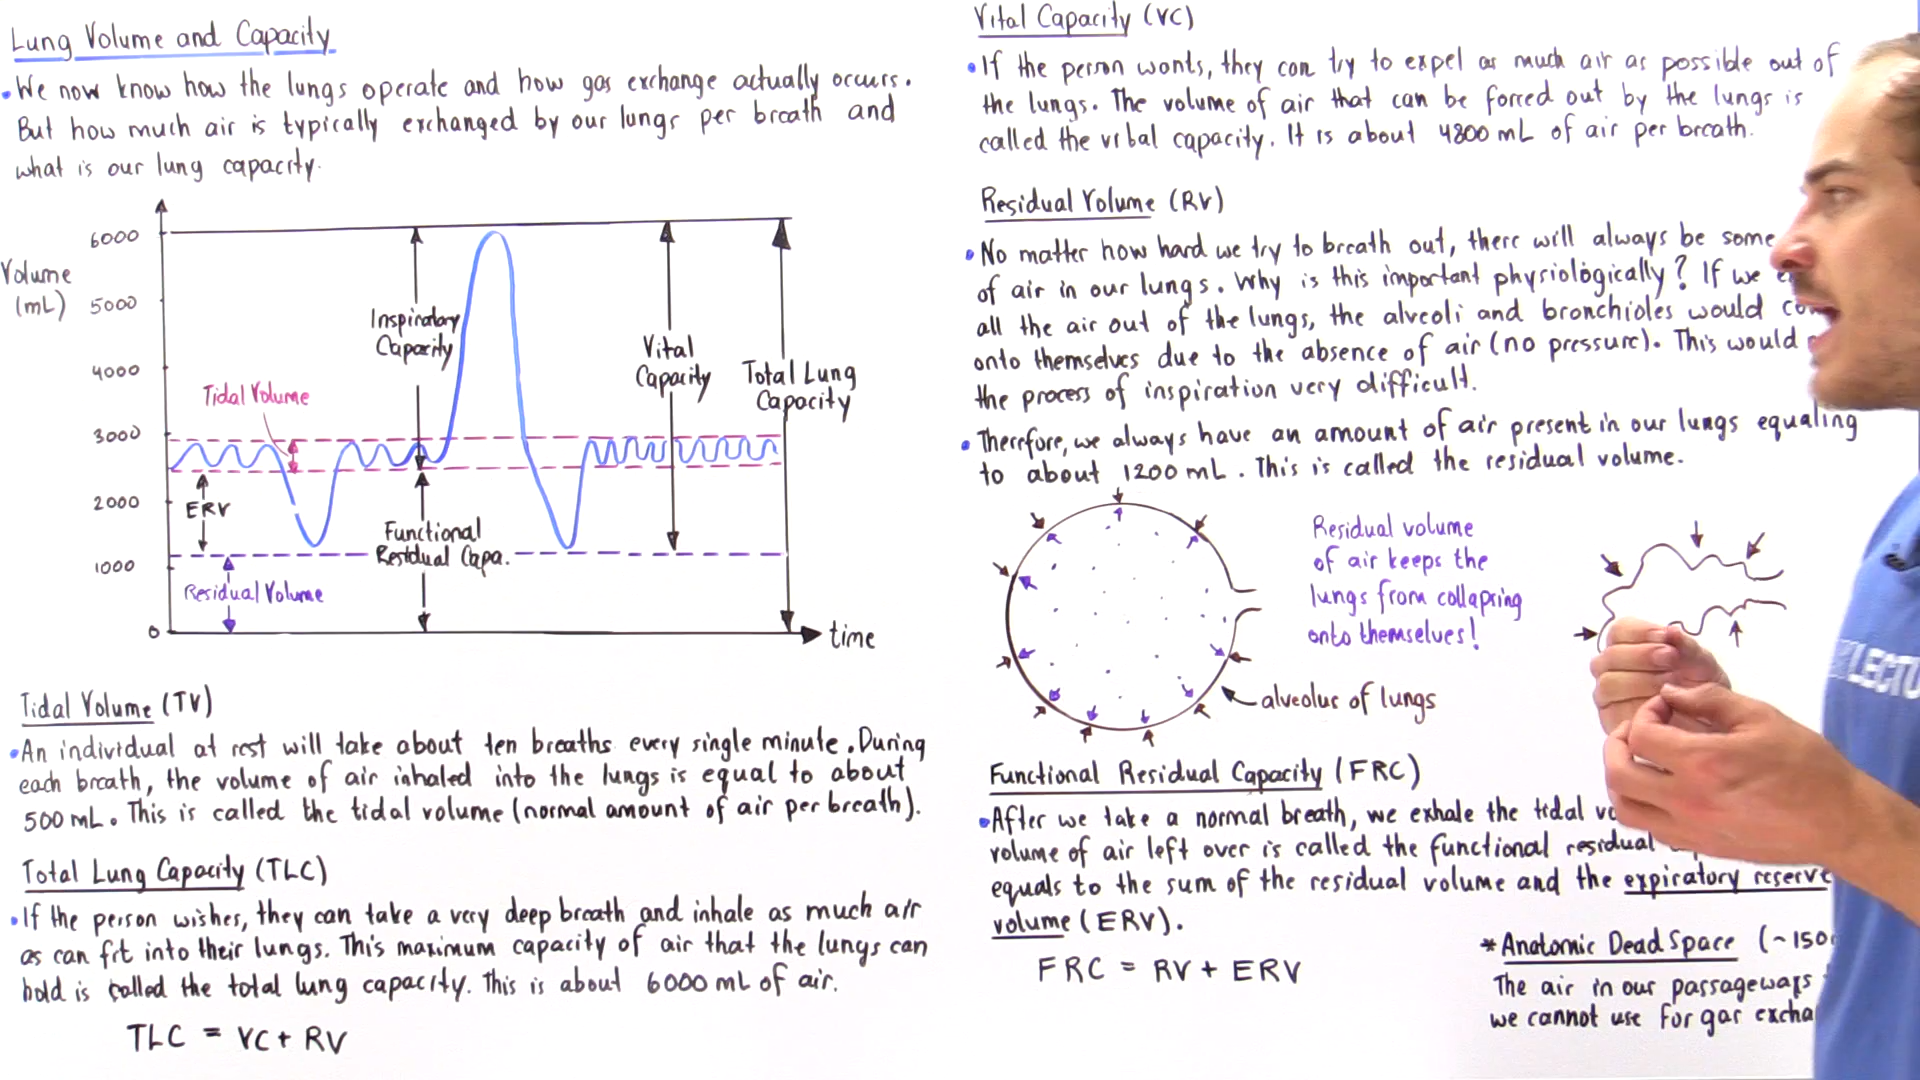 Lung Volume and Capacity
•We now know how the lungs operate and how gas exchange actually occurs.
But how much air is typically exchanged by our lungs per breath and
what is our lung capacity.
Volume
(mL)
6000
5000
4000
3000
2000
1000
0
Tidal Volume
ERV
Residual Volume
Inspiratory
Capacity
Functional
Residual Capa.
Vital
Capacity
Total Lung
Capacity
time
Tidal Volume (TV)
•An individual at rest will take about ten breaths every single minute. During
each breath, the volume of air inhaled into the lungs is equal to about
500 mL. This is called the tidal volume (normal amount of air per breath).
Total Lung Capacity (TLC)
•If the person wishes, they can take a very deep breath and inhale as much air
as can fit into their lungs. This maximum capacity of air that the lungs can
hold is called the total lung capacity. This is about 6000 mL of air.
TLC = VC + RV
Vital Capacity (VC)
•If the person wants, they can try to expel as much air as possible out of
the lungs. The volume of air that can be forced out by the lungs is
called the vital capacity. It is about 4800 mL of air per breath.
Residual Volume (RV)
•No matter how hard we try to breath out, there will always be some
of air in our lungs. Why is this important physiologically? If we
all the air out of the lungs, the alveoli and bronchioles would
onto themselves due to the absence of air (no pressure). This would
the process of inspiration very difficult.
•Therefore, we always have an amount of air present in our lungs equaling
to about 1200 mL. This is called the residual volume.
Residual volume
of air keeps the
lungs from collapsing
onto themselves!
alveolus of lungs
Functional Residual Capacity (FRC)
•After we take a normal breath, we exhale the tidal
volume of air left over is called the functional residual
equals to the sum of the residual volume and the expiratory reserve
volume (ERV).
FRC = RV + ERV
*Anatomic Dead Space (~150
The air in our passageways
we cannot use for gas
LECTU